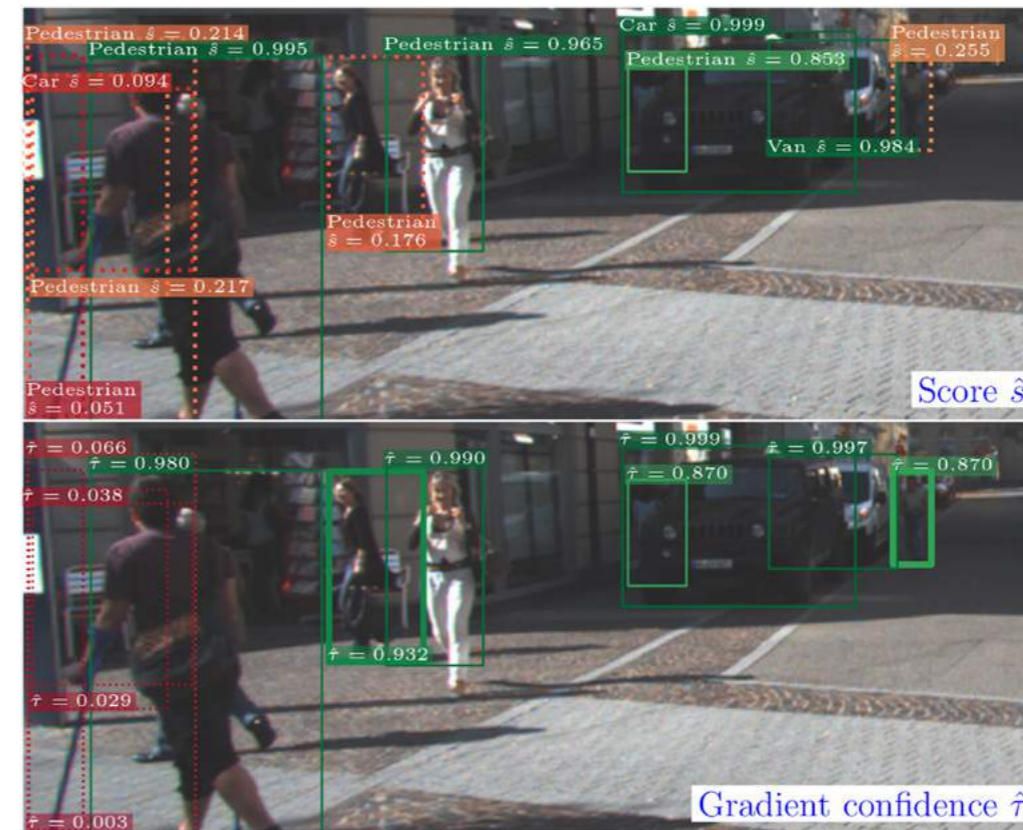 Pedestrian ŝ = 0.214
Pedestrian ŝ = 0.995
Pedestrian ŝ = 0.965
Car ŝ = 0.999
Pedestrian
ŝ = 0.255
Car ŝ = 0.094
Pedestrian ŝ = 0.853
Van ŝ = 0.984
Pedestrian
ŝ = 0.176
Pedestrian ŝ = 0.217
Pedestrian
ŝ = 0.051
Score ŝ
τ̂ = 0.066
τ̂ = 0.980
τ̂ = 0.990
τ̂ = 0.999
τ̂ = 0.997
τ̂ = 0.870
τ̂ = 0.870
τ̂ = 0.038
τ̂ = 0.932
τ̂ = 0.029
τ̂ = 0.003
Gradient confidence τ̂